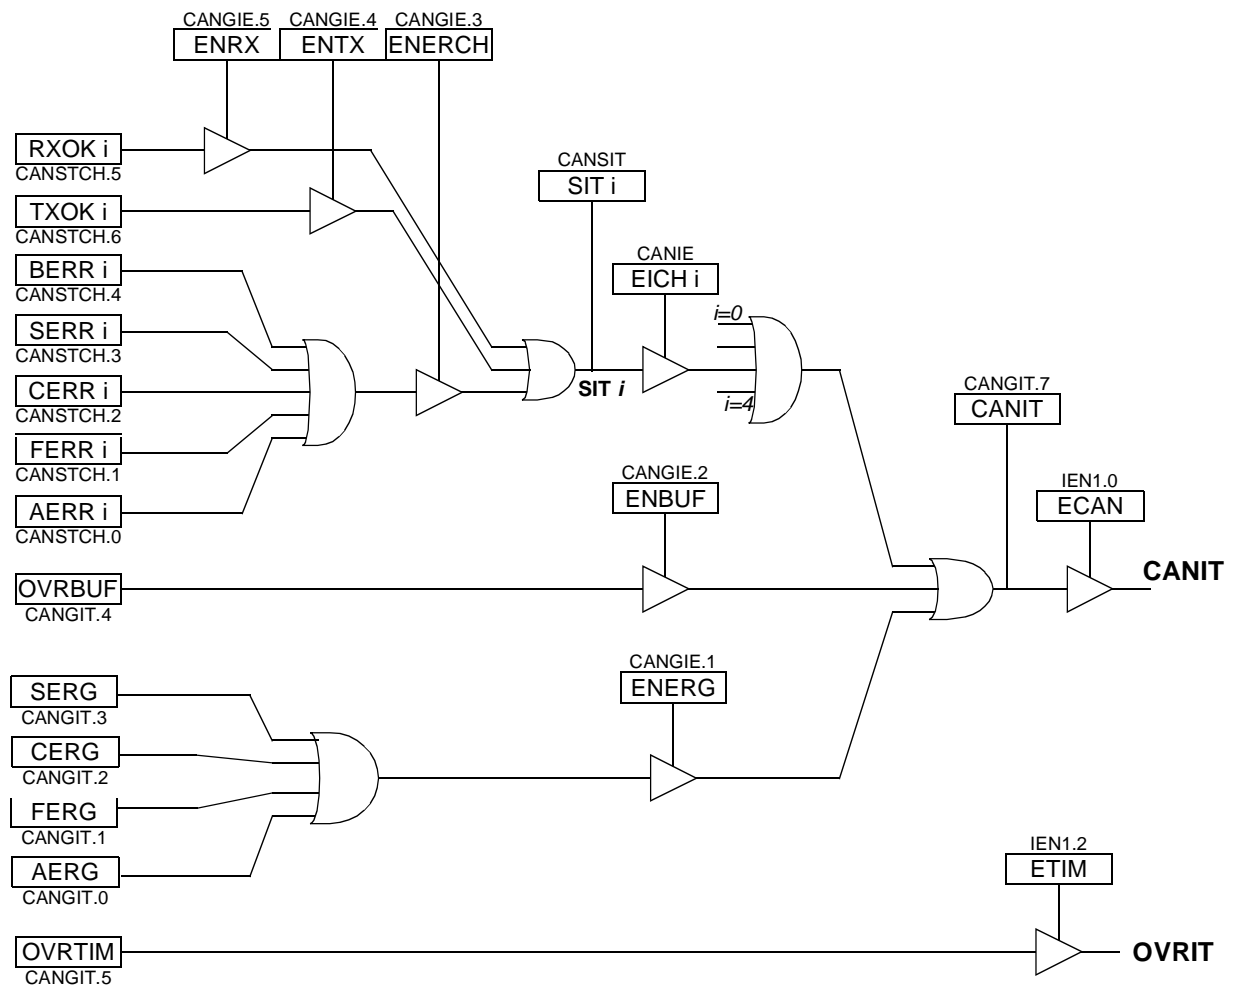 CANGIE.5 CANGIE.4 CANGIE.3
ENRX ENTX ENERCH
RXOK i
CANSTCH.5
TXOK i
CANSTCH.6
BERR i
CANSTCH.4
SERR i
CANSTCH.3
CERR i
CANSTCH.2
FERR i
CANSTCH.1
AERR i
CANSTCH.0
CANSIT
SIT i
SIT i
CANIE
EICH i
i=0
i=4
CANGIT.7
CANIT
IEN1.0
ECAN
CANIT
CANGIE.2
ENBUF
OVRBUF
CANGIT.4
CANGIE.1
ENERG
SERG
CANGIT.3
CERG
CANGIT.2
FERG
CANGIT.1
AERG
CANGIT.0
IEN1.2
ETIM
OVRTIM
CANGIT.5
OVRIT